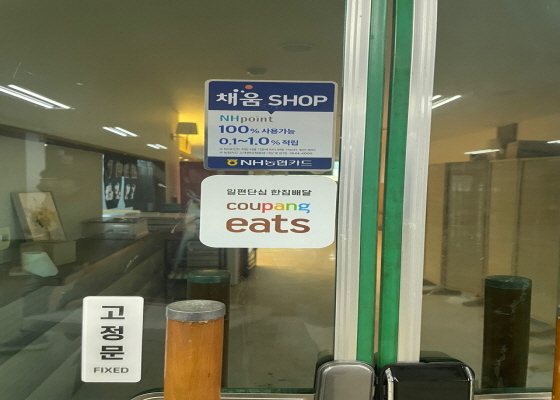 채움 SHOP
NHpoint
100% 사용가능
0.1~1.0% 적립
NH농협카드
일편단십 한집배달
coupang
eats
고정문
FIXED